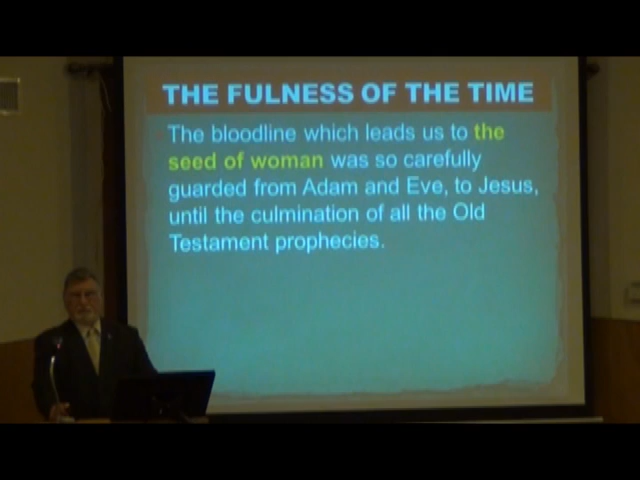 THE FULNESS OF THE TIME
The bloodline which leads us to the
seed of woman was so carefully
guarded from Adam and Eve, to Jesus,
until the culmination of all the Old
Testament prophecies.